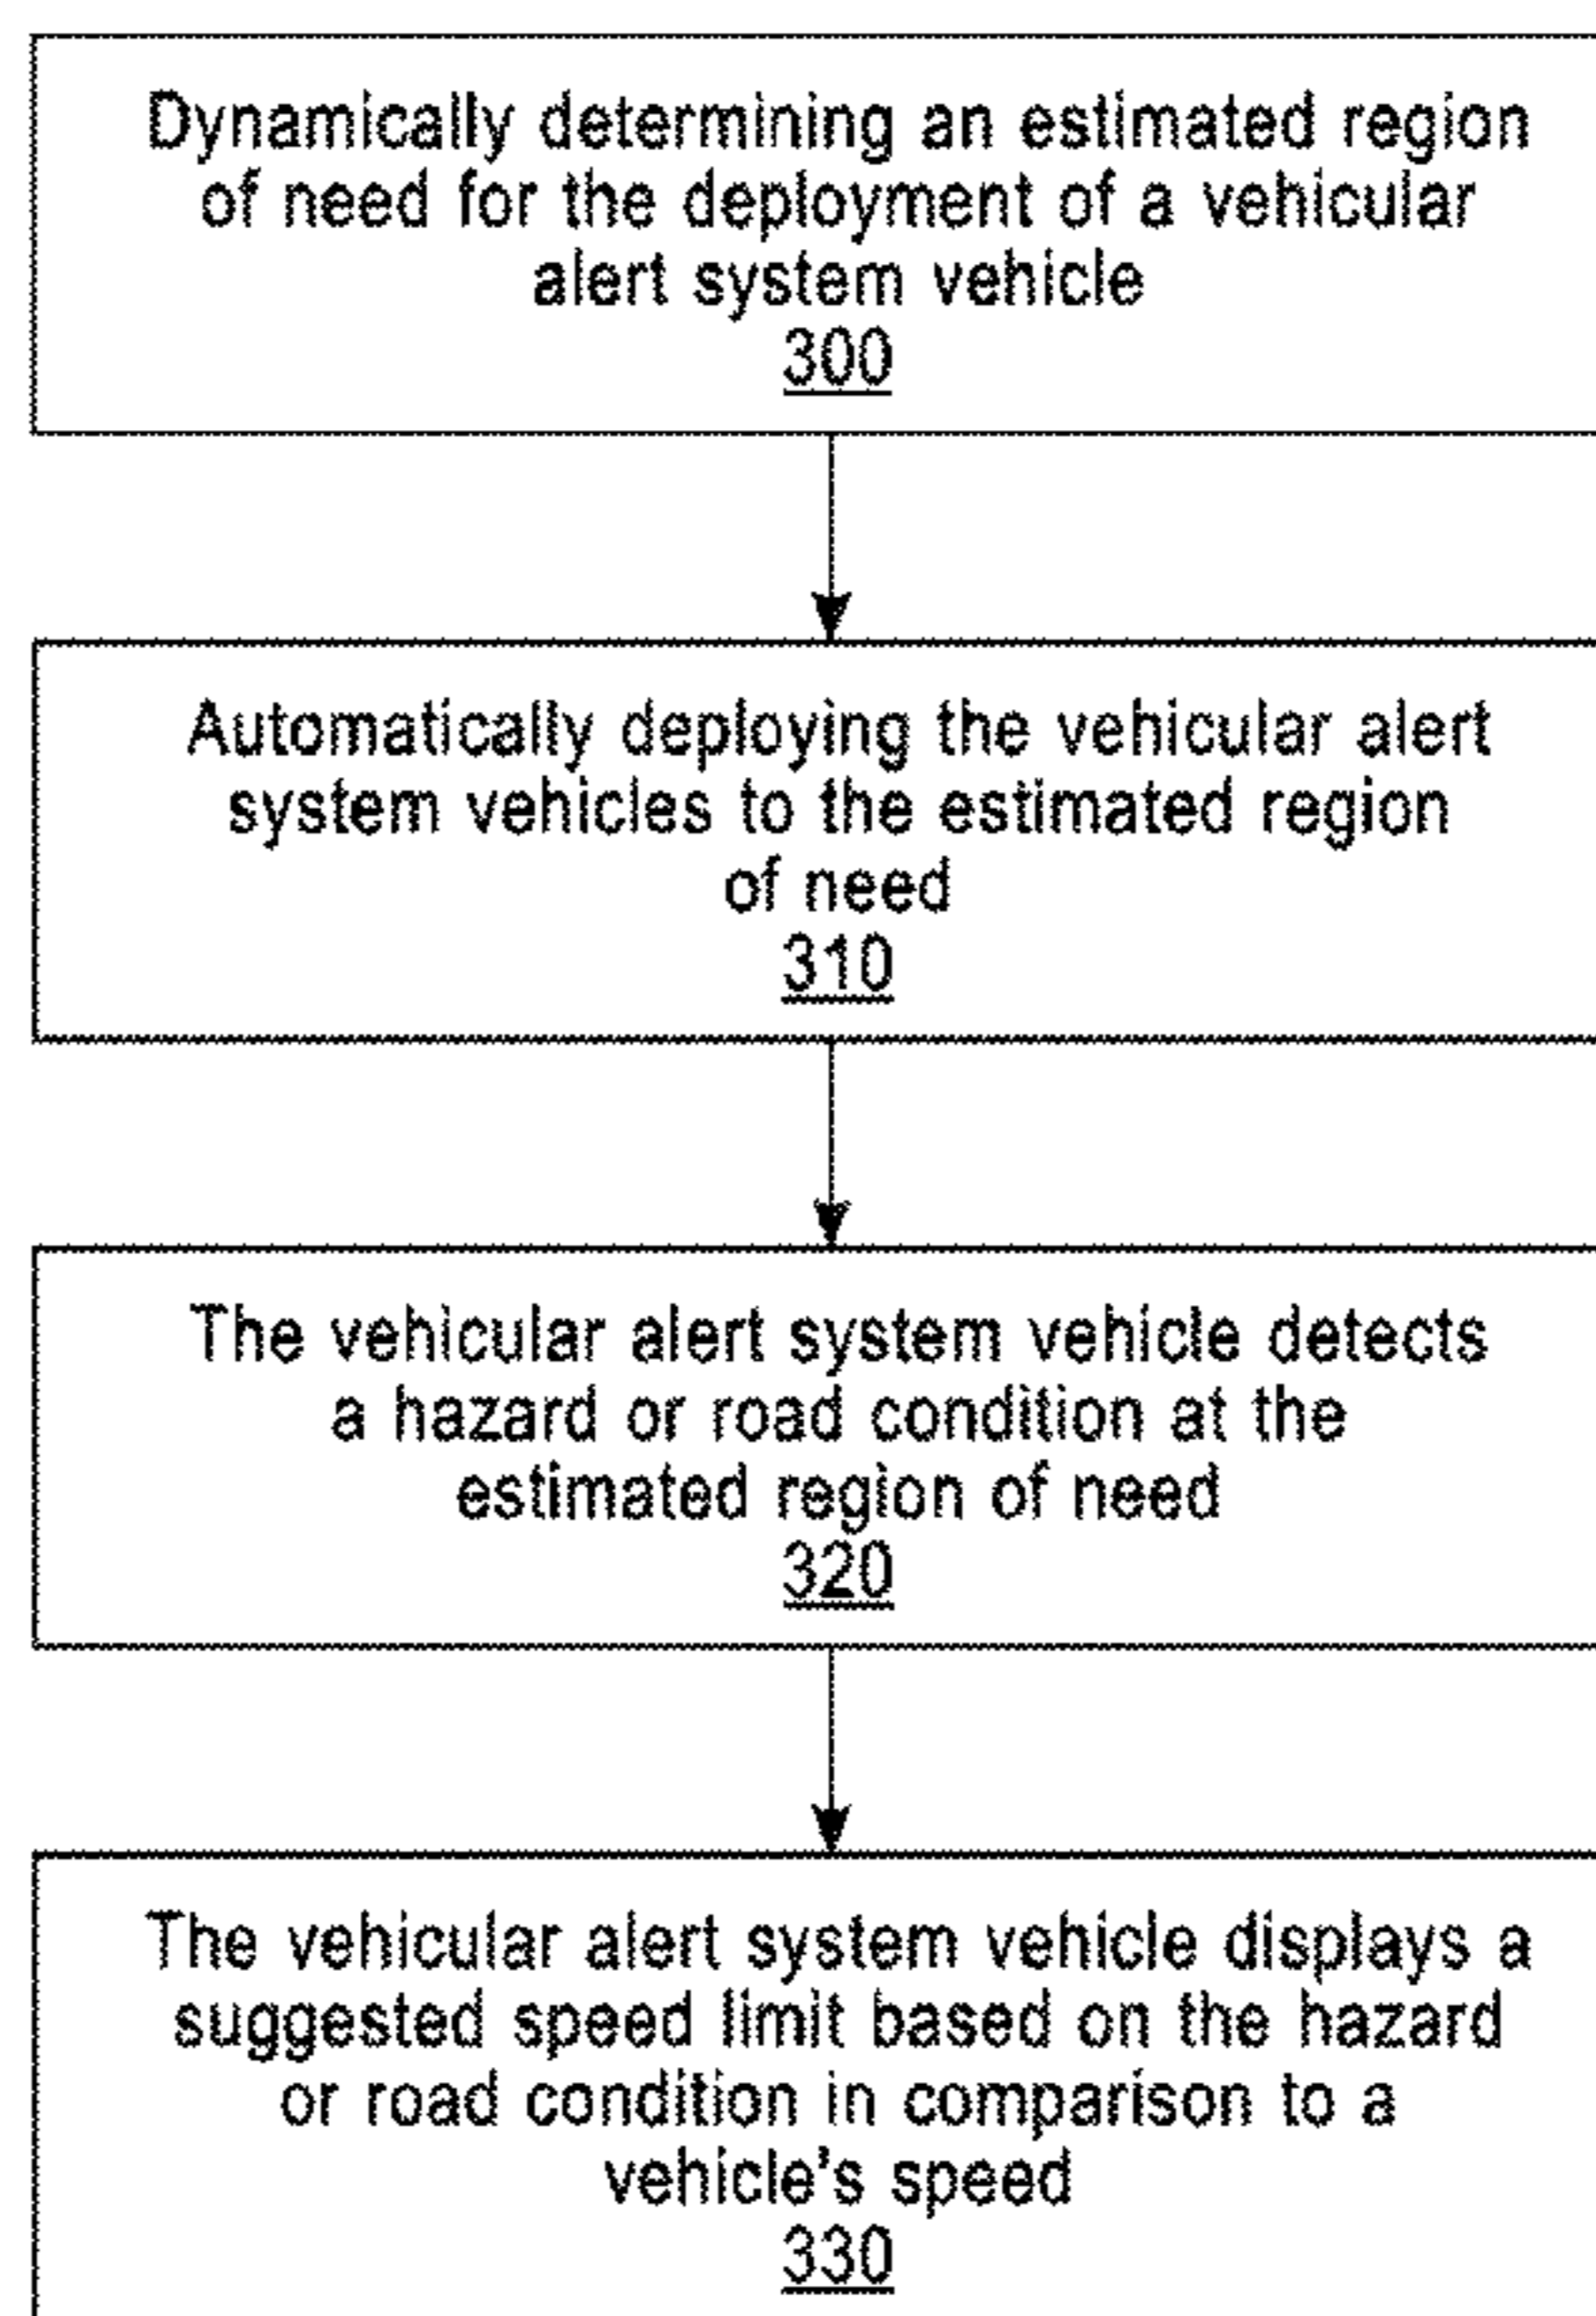 Dynamically determining an estimated region
of need for the deployment of a vehicular
alert system vehicle
300
Automatically deploying the vehicular alert
system vehicles to the estimated region
of need
310
The vehicular alert system vehicle detects
a hazard or road condition at the
estimated region of need
320
The vehicular alert system vehicle displays a
suggested speed limit based on the hazard
or road condition in comparison to a
vehicle's speed
330